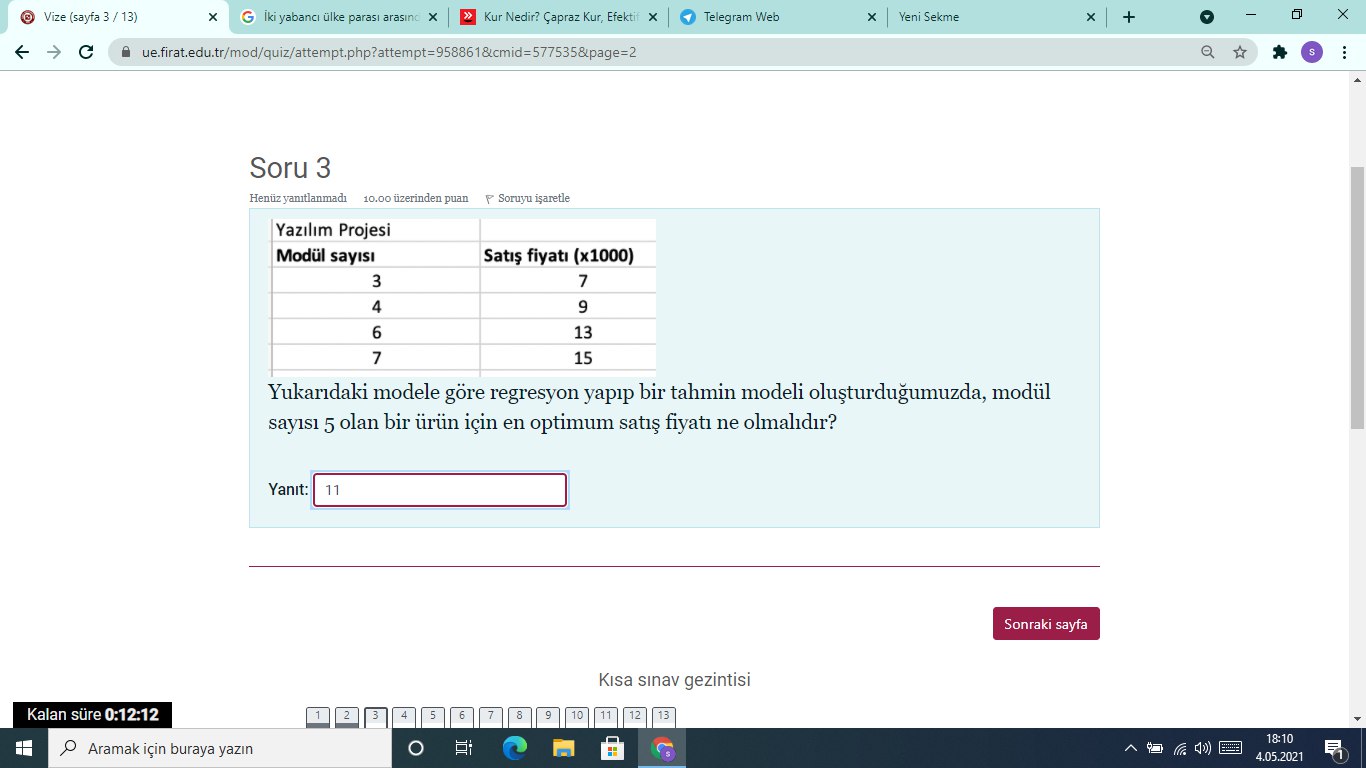 Vize (sayfa 3 / 13)
İki yabancı ülke parası arasınd
Kur Nedir? Çapraz Kur, Efektif
Telegram Web
Yeni Sekme
ue.firat.edu.tr/mod/quiz/attempt.php?attempt=958861&cmid=577535&page=2
s
Soru 3
Henüz yanıtlanmadı 10.00 üzerinden puan Soruyu işaretle
Yazılım Projesi
Modül sayısı Satış fiyatı (x1000)
3 7
4 9
6 13
7 15
Yukarıdaki modele göre regresyon yapıp bir tahmin modeli oluşturduğumuzda, modül
sayısı 5 olan bir ürün için en optimum satış fiyatı ne olmalıdır?
Yanıt: 11
Sonraki sayfa
Kısa sınav gezintisi
Kalan süre 0:12:12
1 2 3 4 5 6 7 8 9 10 11 12 13
Aramak için buraya yazın
s
18:10
4.05.2021
1